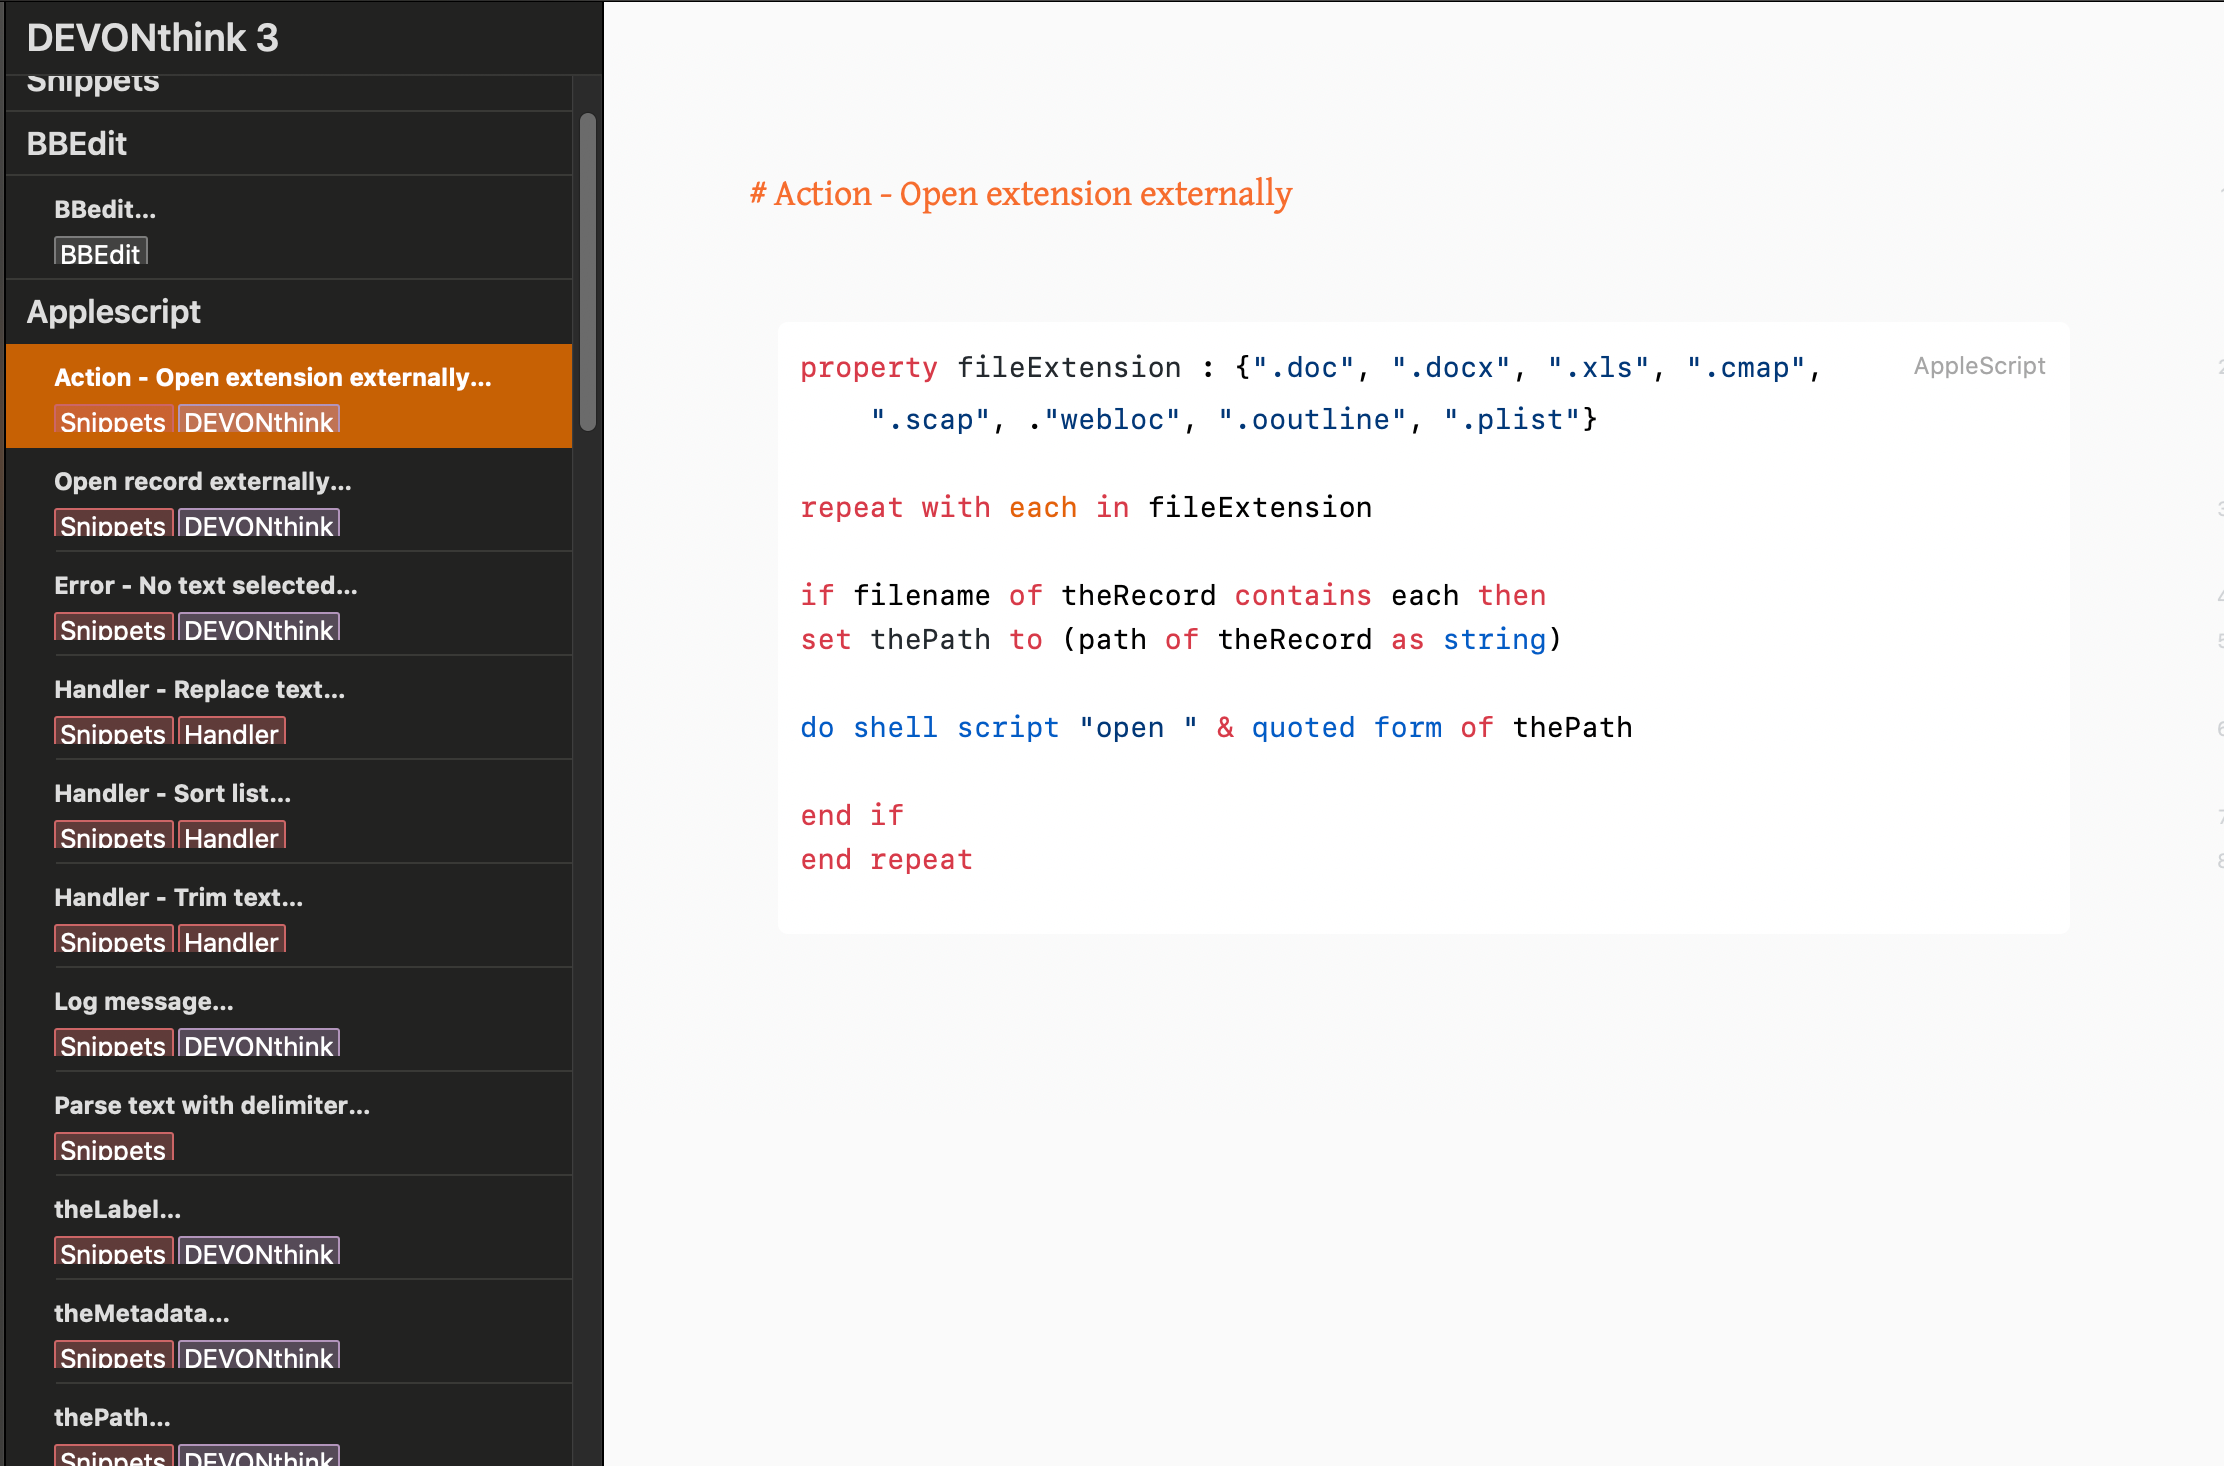 DEVONthink 3
Snippets
BBEdit
BBedit...
BBEdit
Applescript
Action - Open extension externally...
Snippets DEVONthink
Open record externally...
Snippets DEVONthink
Error - No text selected...
Snippets DEVONthink
Handler - Replace text...
Snippets Handler
Handler - Sort list...
Snippets Handler
Handler - Trim text...
Snippets Handler
Log message...
Snippets DEVONthink
Parse text with delimiter...
Snippets
theLabel...
Snippets DEVONthink
theMetadata...
Snippets DEVONthink
thePath...
Snippets DEVONthink
# Action - Open extension externally
AppleScript
property fileExtension : {".doc", ".docx", ".xls", ".cmap",
".scap", ."webloc", ".ooutline", ".plist"}
repeat with each in fileExtension
if filename of theRecord contains each then
set thePath to (path of theRecord as string)
do shell script "open " & quoted form of thePath
end if
end repeat